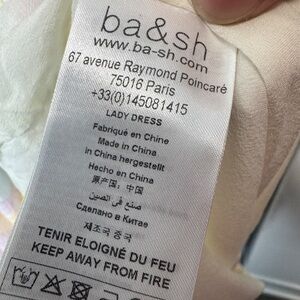 ba&sh
www.ba-sh.com
67 avenue Raymond Poincaré
75016 Paris
+33(0)145081415
LADY DRESS
Fabriqué en Chine
Made in China
in China hergestellt
Hecho en China
原产国：中国
صنع في الصين
Сделано в Китае
제조국 중국
TENIR ELOIGNÉ DU FEU
KEEP AWAY FROM FIRE